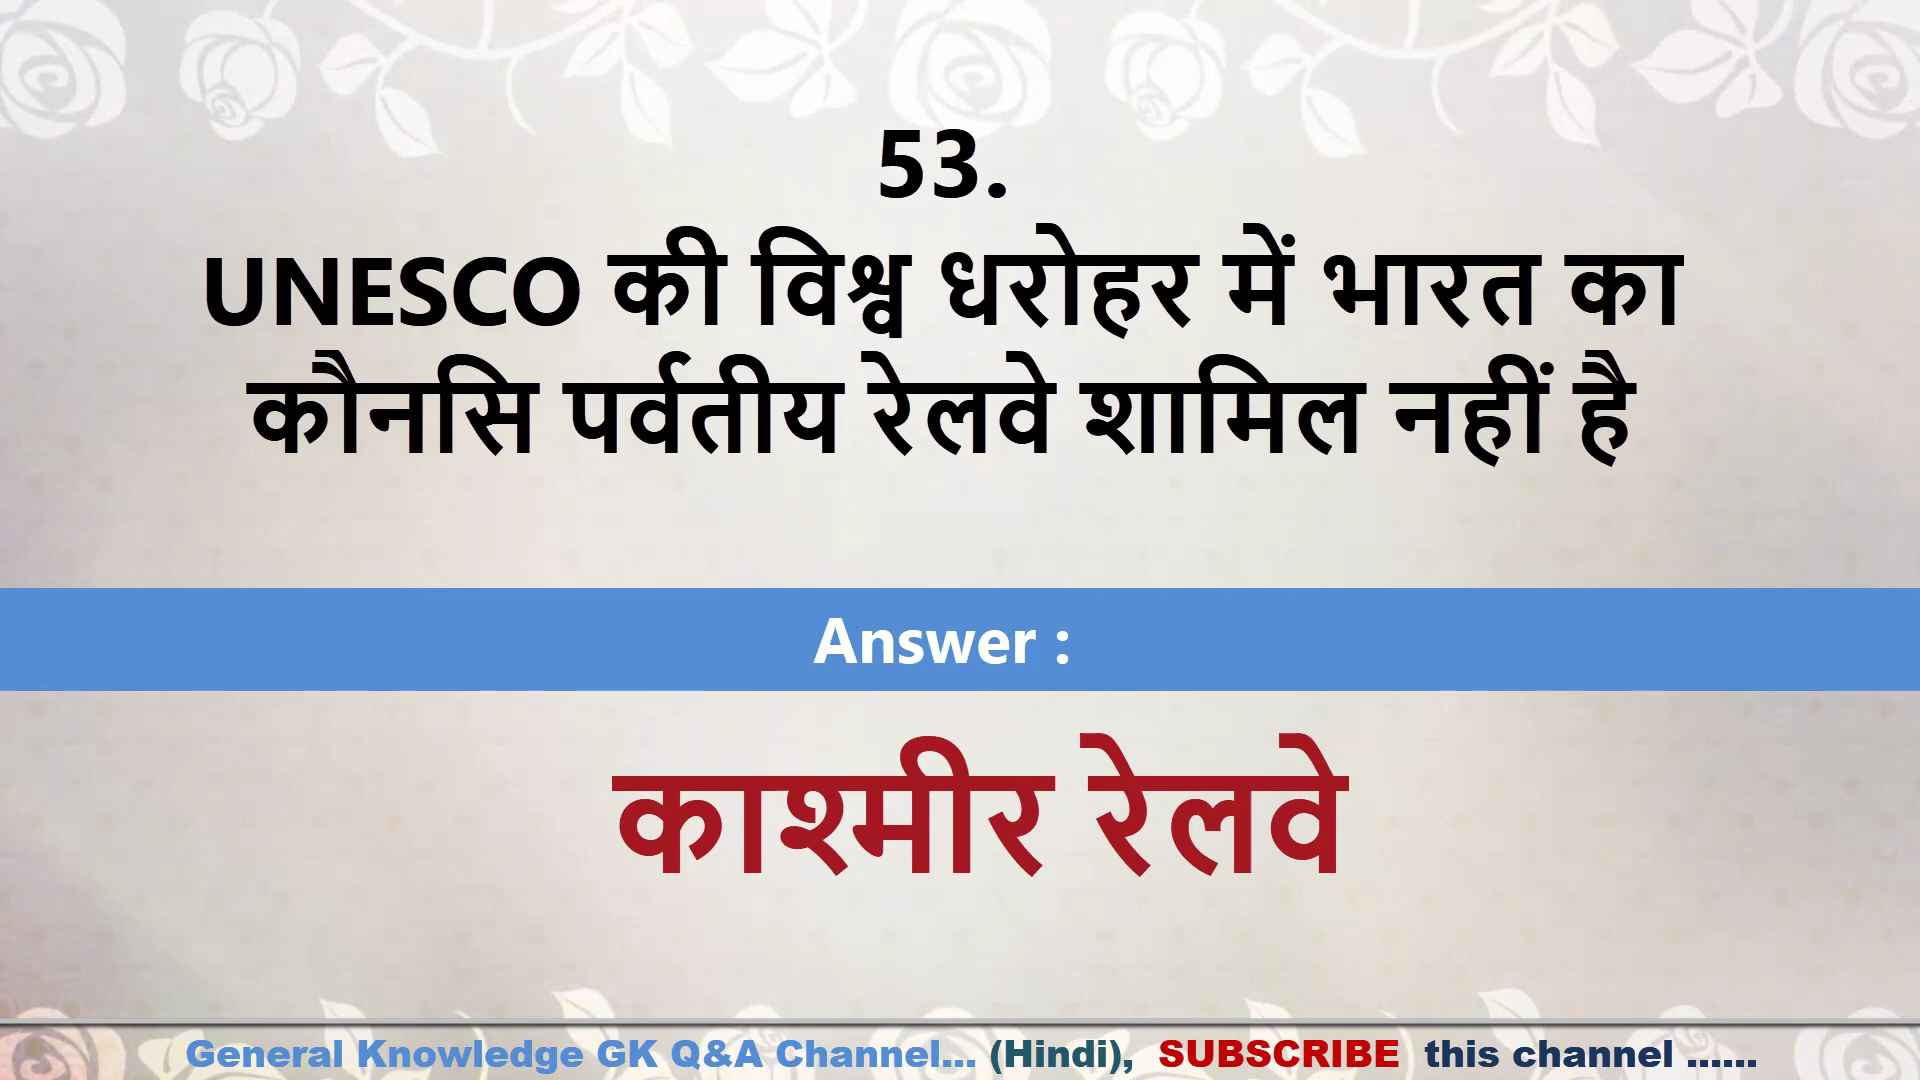 53.
UNESCO की विश्व धरोहर में भारत का
कौनसि पर्वतीय रेलवे शामिल नहीं है
Answer :
काश्मीर रेलवे
General Knowledge GK Q&A Channel... (Hindi), SUBSCRIBE this channel ......